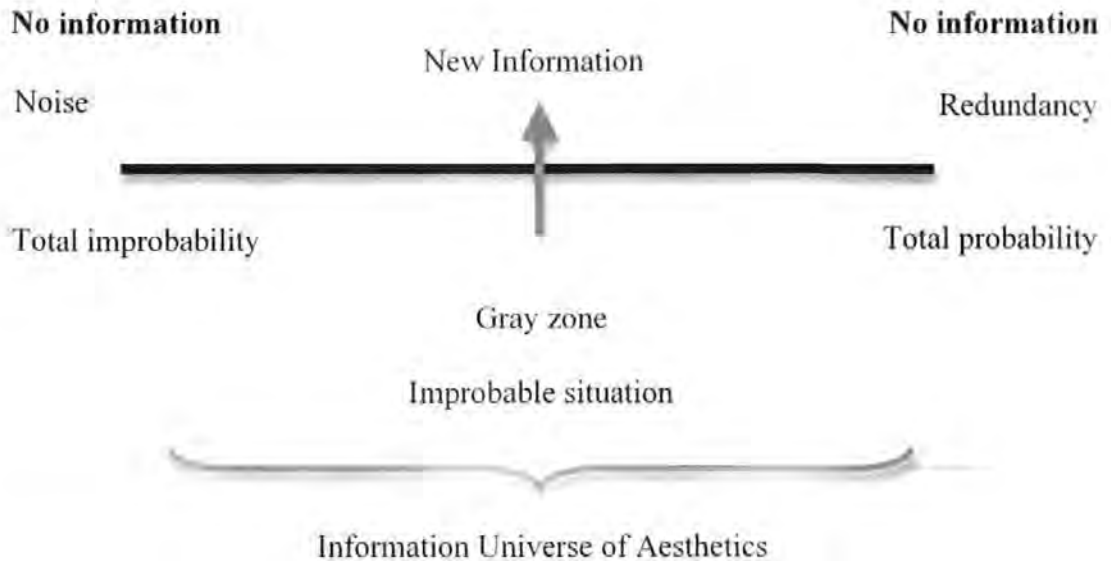 No information
No information
New Information
Noise
Redundancy
Total improbability
Total probability
Gray zone
Improbable situation
Information Universe of Aesthetics